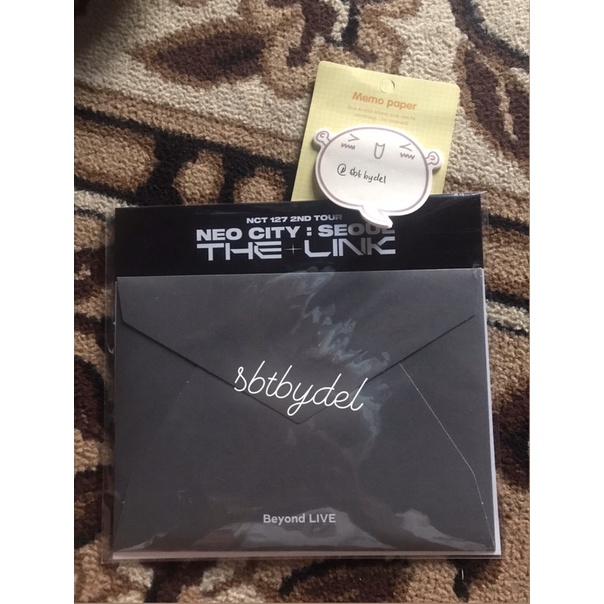 Memo paper
@sbtbydel
NCT 127 2ND TOUR
NEO CITY : SEOUL
THE LINK
sbtbydel
Beyond LIVE